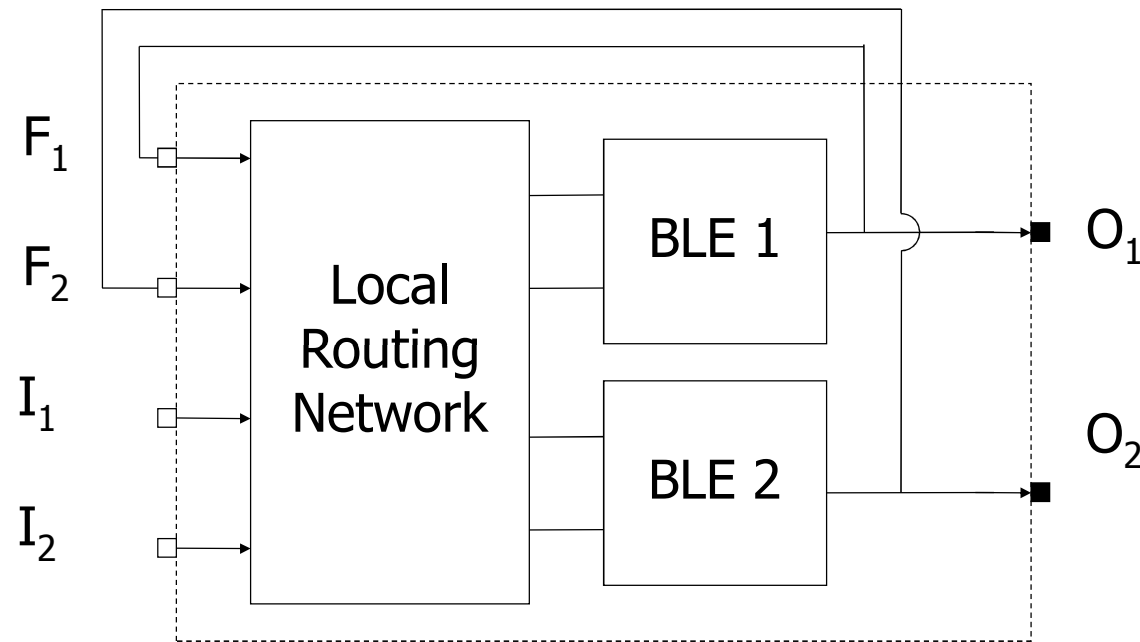 F₁
F₂
I₁
I₂
Local
Routing
Network
BLE 1
BLE 2
O₁
O₂